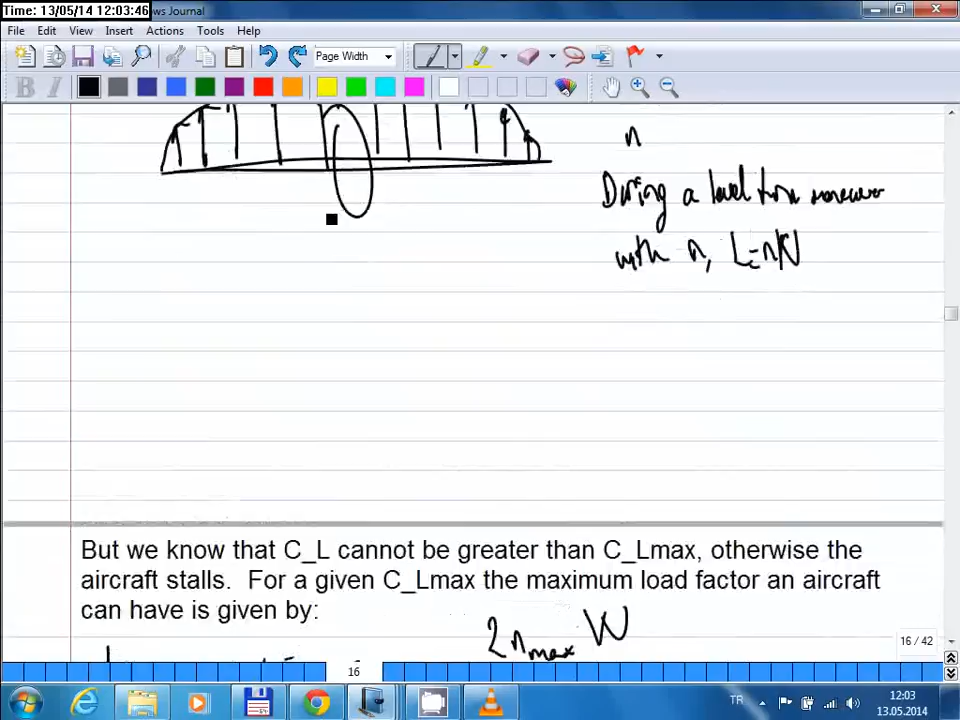 Time: 13/05/14 12:03:46 ws Journal
File Edit View Insert Actions Tools Help
Page Width
B I
n
During a level turn maneuver
with n, L=nW
But we know that C_L cannot be greater than C_Lmax, otherwise the
aircraft stalls. For a given C_Lmax the maximum load factor an aircraft
can have is given by:
2 n max W
16 / 42
16
TR
12:03
13.05.2014